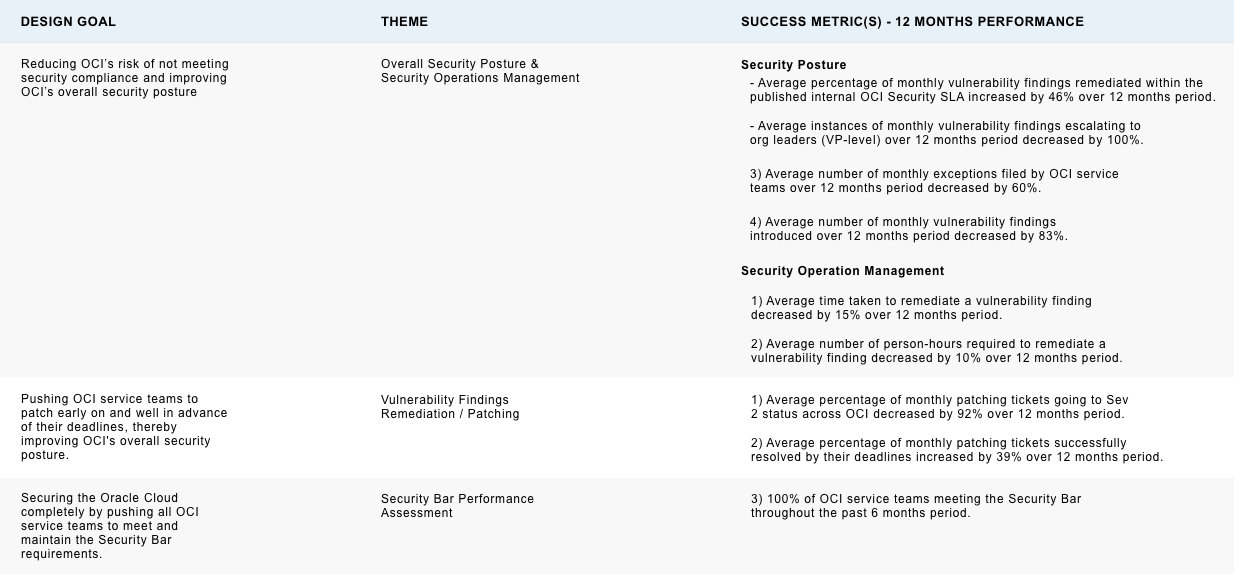 DESIGN GOAL
THEME
SUCCESS METRIC(S) - 12 MONTHS PERFORMANCE
Reducing OCI's risk of not meeting
security compliance and improving
OCI's overall security posture
Overall Security Posture &
Security Operations Management
Security Posture
- Average percentage of monthly vulnerability findings remediated within the
published internal OCI Security SLA increased by 46% over 12 months period.
- Average instances of monthly vulnerability findings escalating to
org leaders (VP-level) over 12 months period decreased by 100%.
3) Average number of monthly exceptions filed by OCI service
teams over 12 months period decreased by 60%.
4) Average number of monthly vulnerability findings
introduced over 12 months period decreased by 83%.
Security Operation Management
1) Average time taken to remediate a vulnerability finding
decreased by 15% over 12 months period.
2) Average number of person-hours required to remediate a
vulnerability finding decreased by 10% over 12 months period.
Pushing OCI service teams to
patch early on and well in advance
of their deadlines, thereby
improving OCI's overall security
posture.
Vulnerability Findings
Remediation / Patching
1) Average percentage of monthly patching tickets going to Sev
2 status across OCI decreased by 92% over 12 months period.
2) Average percentage of monthly patching tickets successfully
resolved by their deadlines increased by 39% over 12 months period.
Securing the Oracle Cloud
completely by pushing all OCI
service teams to meet and
maintain the Security Bar
requirements.
Security Bar Performance
Assessment
3) 100% of OCI service teams meeting the Security Bar
throughout the past 6 months period.